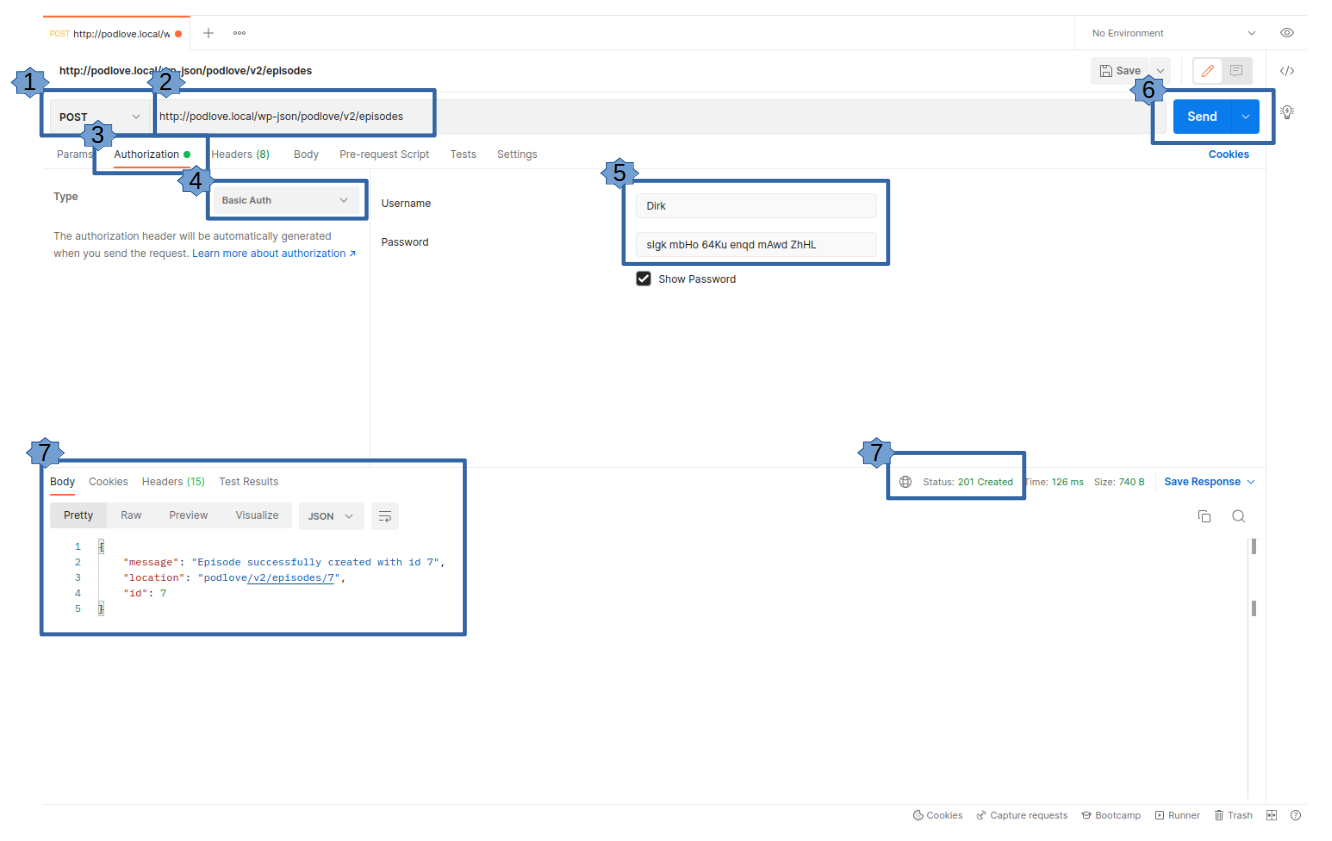 POST http://podlove.local/w
No Environment
http://podlove.local/wp-json/podlove/v2/episodes
Save
</>
1
2
6
POST
http://podlove.local/wp-json/podlove/v2/episodes
Send
3
Params Authorization Headers (8) Body Pre-request Script Tests Settings
Cookies
4
5
Type
Basic Auth
Username
Dirk
The authorization header will be automatically generated
when you send the request. Learn more about authorization ↗
Password
slgk mbHo 64Ku enqd mAwd ZhHL
Show Password
7
7
Body Cookies Headers (15) Test Results
Status: 201 Created Time: 126 ms Size: 740 B Save Response
Pretty Raw Preview Visualize JSON
1 {
2 "message": "Episode successfully created with id 7",
3 "location": "podlove/v2/episodes/7",
4 "id": 7
5 }
Cookies Capture requests Bootcamp Runner Trash